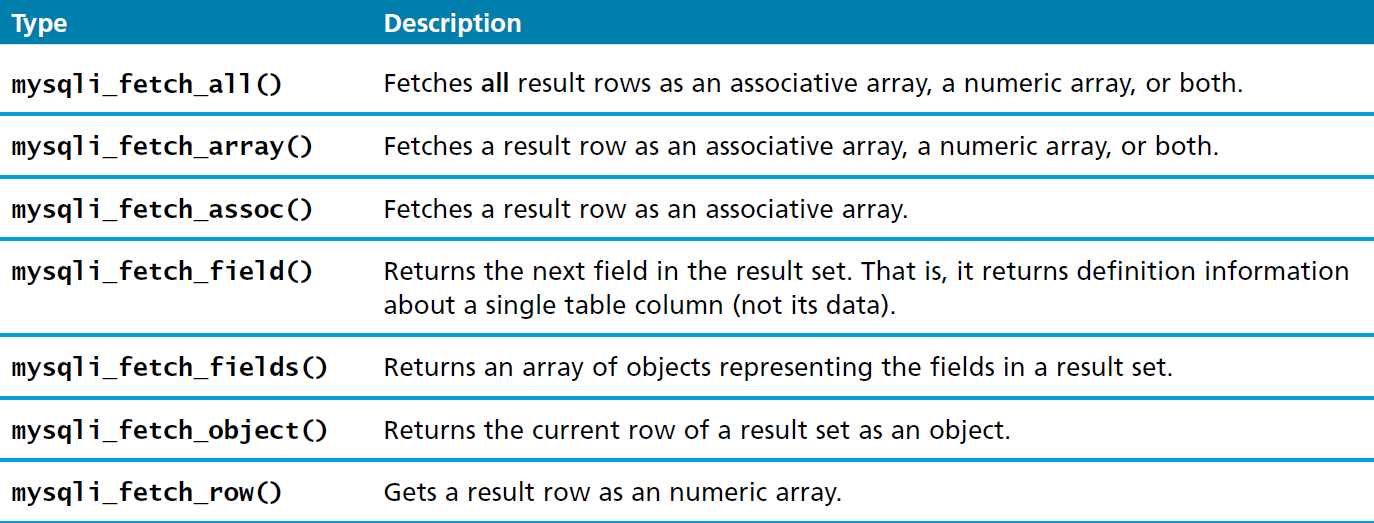 Type Description
mysqli_fetch_all() Fetches all result rows as an associative array, a numeric array, or both.
mysqli_fetch_array() Fetches a result row as an associative array, a numeric array, or both.
mysqli_fetch_assoc() Fetches a result row as an associative array.
mysqli_fetch_field() Returns the next field in the result set. That is, it returns definition information
about a single table column (not its data).
mysqli_fetch_fields() Returns an array of objects representing the fields in a result set.
mysqli_fetch_object() Returns the current row of a result set as an object.
mysqli_fetch_row() Gets a result row as an numeric array.